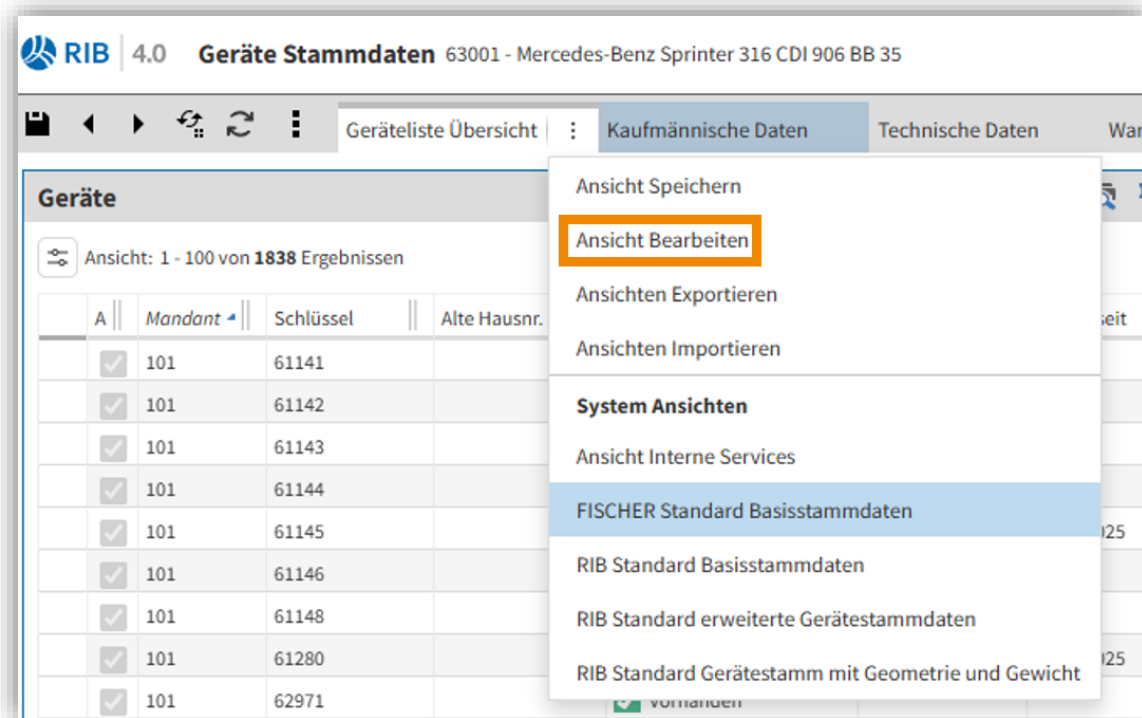 RIB 4.0 Geräte Stammdaten 63001 - Mercedes-Benz Sprinter 316 CDI 906 BB 35
Geräteliste Übersicht Kaufmännische Daten Technische Daten
Geräte
Ansicht Speichern
Ansicht: 1 - 100 von 1838 Ergebnissen
Ansicht Bearbeiten
Ansichten Exportieren
A Mandant Schlüssel Alte Hausnr. seit
Ansichten Importieren
101 61141
System Ansichten
101 61142
101 61143
Ansicht Interne Services
101 61144
FISCHER Standard Basisstammdaten
101 61145
RIB Standard Basisstammdaten
101 61146
101 61148
RIB Standard erweiterte Gerätestammdaten
101 61280
RIB Standard Gerätestamm mit Geometrie und Gewicht
101 62971 vorhanden